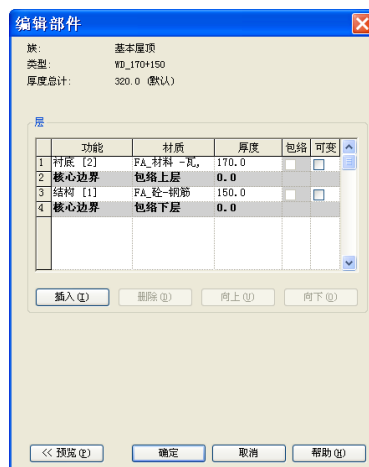 编辑部件
族: 基本屋顶
类型: WD_170+150
厚度总计: 320.0 (默认)
层
功能 材质 厚度 包络 可变
1 衬底 [2] FA_材料 -瓦, 170.0
2 核心边界 包络上层 0.0
3 结构 [1] FA_砼-钢筋 150.0
4 核心边界 包络下层 0.0
插入(I) 删除(D) 向上(U) 向下(O)
<< 预览(P) 确定 取消 帮助(H)